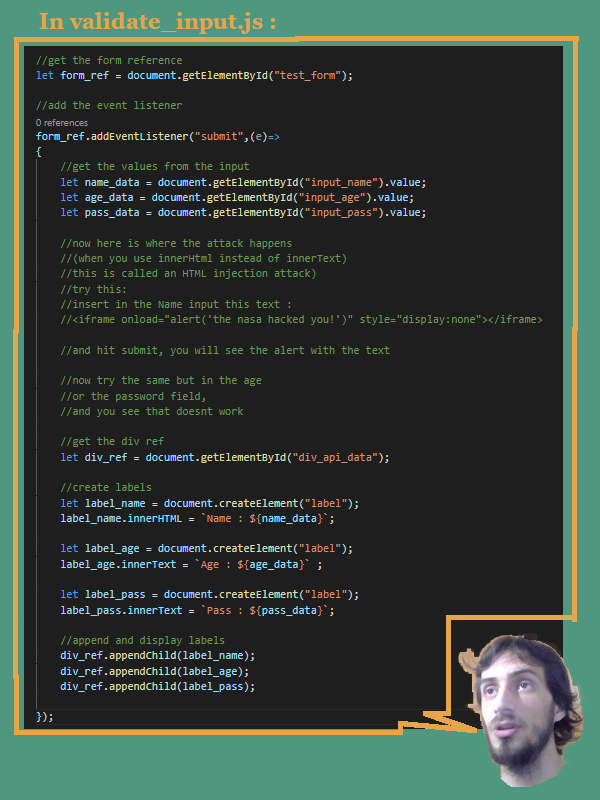 In validate_input.js :
//get the form reference
let form_ref = document.getElementById("test_form");
//add the event listener
0 references
form_ref.addEventListener("submit",(e)=>
{
//get the values from the input
let name_data = document.getElementById("input_name").value;
let age_data = document.getElementById("input_age").value;
let pass_data = document.getElementById("input_pass").value;
//now here is where the attack happens
//(when you use innerHtml instead of innerText)
//this is called an HTML injection attack)
//try this:
//insert in the Name input this text :
//<iframe onload="alert('the nasa hacked you!')" style="display:none"></iframe>
//and hit submit, you will see the alert with the text
//now try the same but in the age
//or the password field,
//and you see that doesnt work
//get the div ref
let div_ref = document.getElementById("div_api_data");
//create labels
let label_name = document.createElement("label");
label_name.innerHTML = `Name : ${name_data}`;
let label_age = document.createElement("label");
label_age.innerText = `Age : ${age_data}` ;
let label_pass = document.createElement("label");
label_pass.innerText = `Pass : ${pass_data}`;
//append and display labels
div_ref.appendChild(label_name);
div_ref.appendChild(label_age);
div_ref.appendChild(label_pass);
});